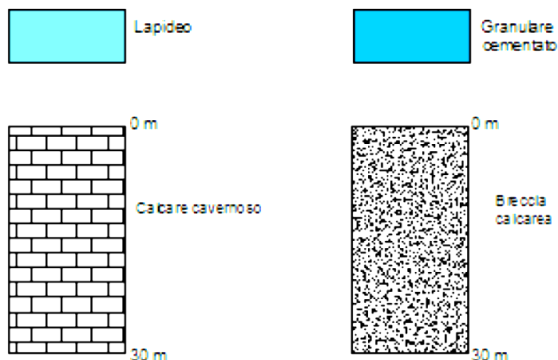 Lapideo
Granulare
cementato
0 m
Calcare cavernoso
30 m
0 m
Breccia
calcarea
30 m